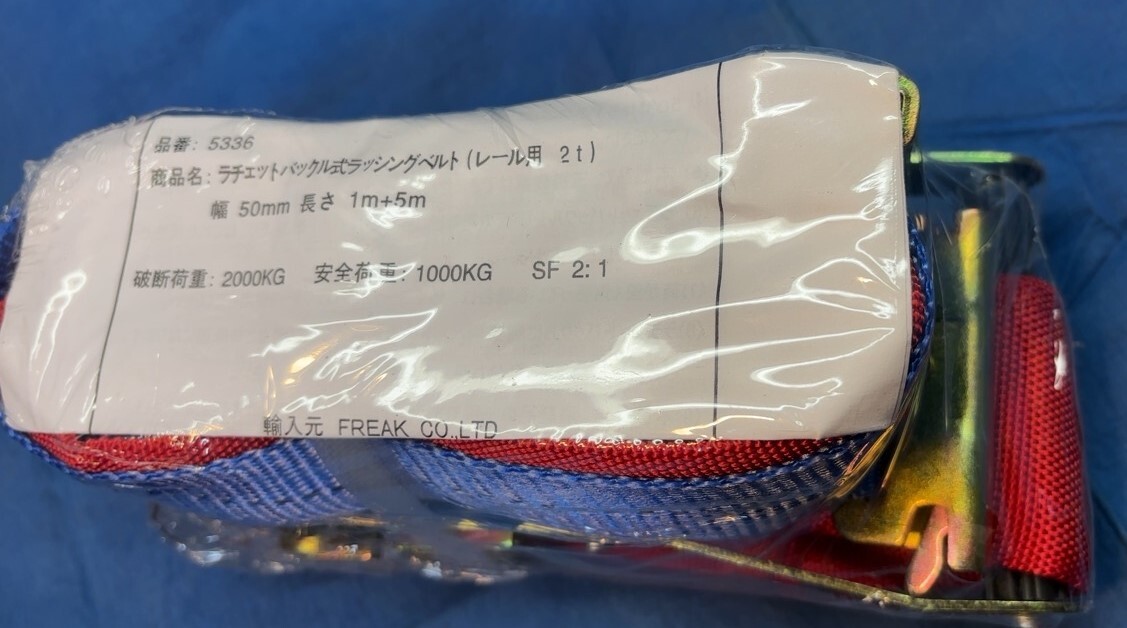 品番: 5336
商品名: ラチェットバックル式ラッシングベルト (レール用 2t)
幅 50mm 長さ 1m+5m
破断荷重: 2000KG 安全荷重: 1000KG SF 2:1
輸入元 FREAK CO.,LTD